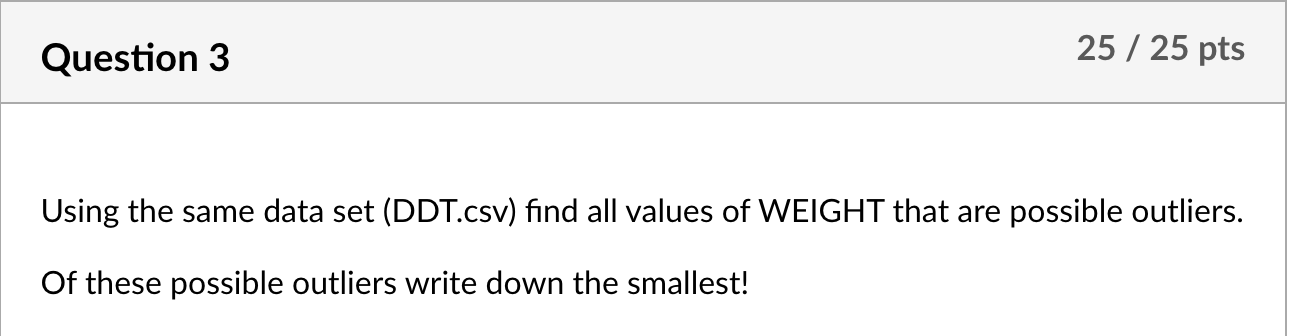 Question 3
25 / 25 pts
Using the same data set (DDT.csv) find all values of WEIGHT that are possible outliers.
Of these possible outliers write down the smallest!